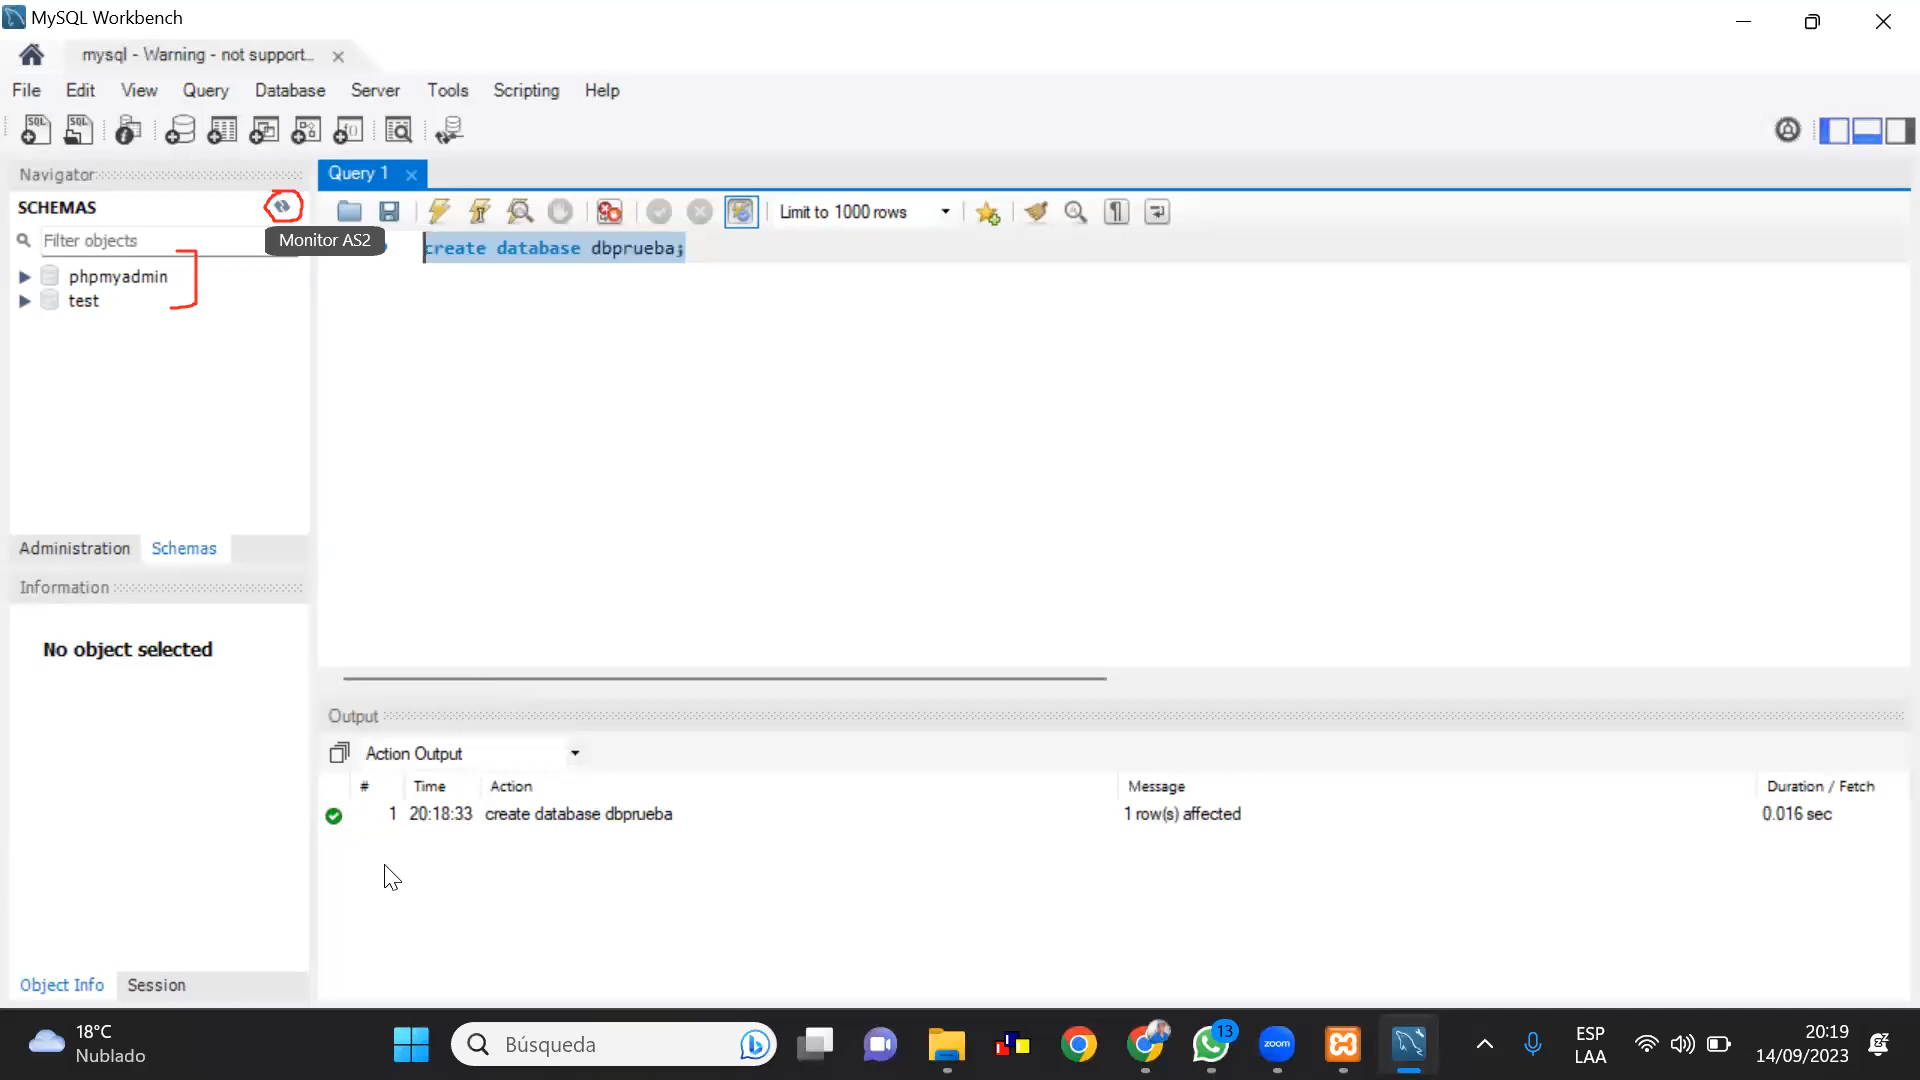 MySQL Workbench
mysql - Warning - not support...
File Edit View Query Database Server Tools Scripting Help
SQL SQL
Navigator
SCHEMAS
Filter objects
Monitor AS2
phpmyadmin
test
Administration Schemas
Information
No object selected
Object Info Session
Query 1
Limit to 1000 rows
create database dbprueba;
Output
Action Output
# Time Action Message Duration / Fetch
1 20:18:33 create database dbprueba 1 row(s) affected 0.016 sec
18°C
Nublado
Búsqueda
13
zoom
ESP
LAA
20:19
14/09/2023